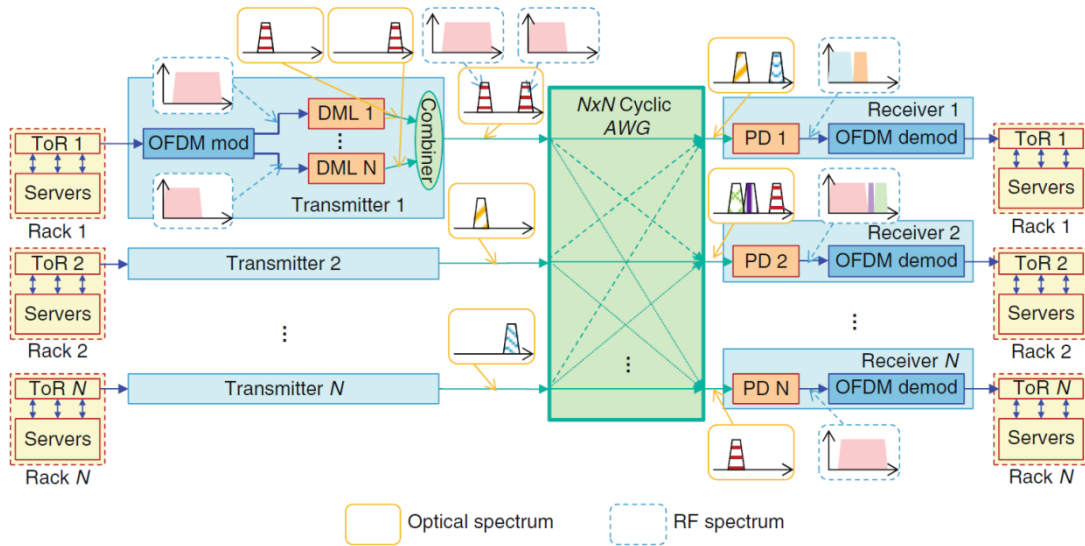 NxN Cyclic
AWG
ToR 1
Servers
Rack 1
OFDM mod
DML 1
⋮
DML N
Combiner
Transmitter 1
Receiver 1
PD 1
OFDM demod
ToR 1
Servers
Rack 1
ToR 2
Servers
Rack 2
Transmitter 2
Receiver 2
PD 2
OFDM demod
ToR 2
Servers
Rack 2
⋮
⋮
⋮
ToR N
Servers
Rack N
Transmitter N
Receiver N
PD N
OFDM demod
ToR N
Servers
Rack N
Optical spectrum
RF spectrum